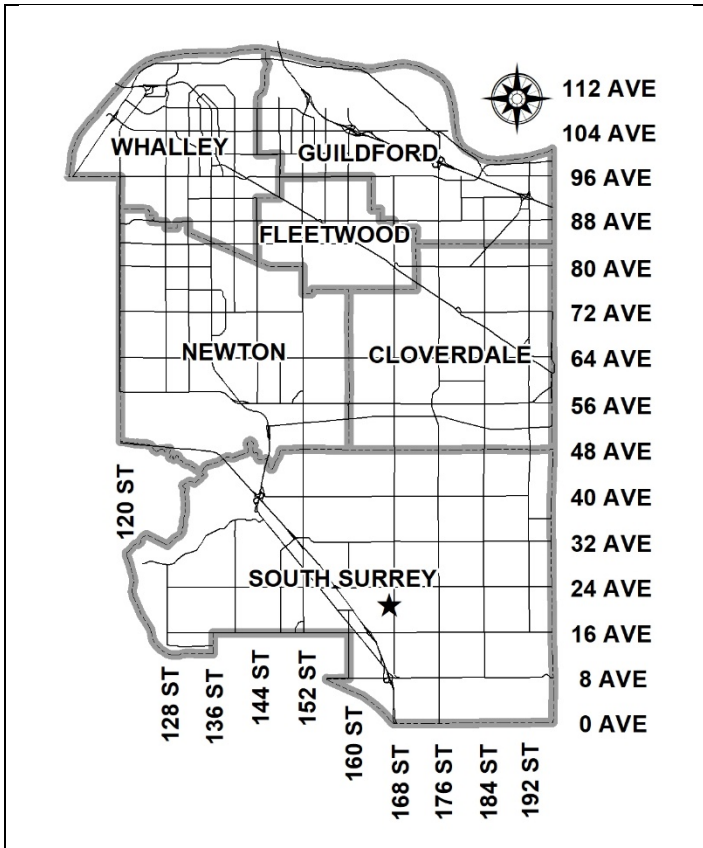 112 AVE
104 AVE
WHALLEY
GUILDFORD
96 AVE
88 AVE
FLEETWOOD
80 AVE
72 AVE
NEWTON
CLOVERDALE
64 AVE
56 AVE
48 AVE
120 ST
40 AVE
32 AVE
SOUTH SURREY
24 AVE
16 AVE
8 AVE
0 AVE
128 ST
136 ST
144 ST
152 ST
160 ST
168 ST
176 ST
184 ST
192 ST